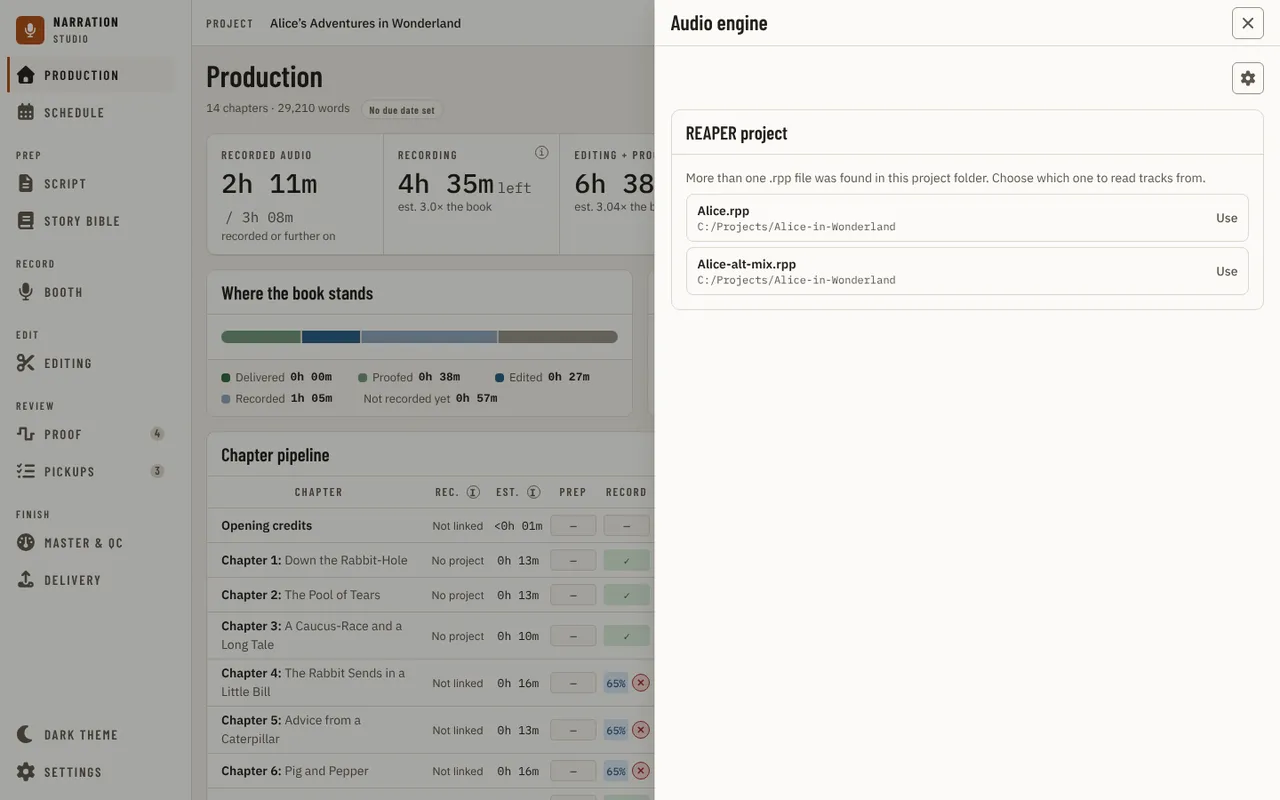 NARRATION
STUDIO
PRODUCTION
SCHEDULE
PREP
SCRIPT
STORY BIBLE
RECORD
BOOTH
EDIT
EDITING
REVIEW
PROOF 4
PICKUPS 3
FINISH
MASTER & QC
DELIVERY
DARK THEME
SETTINGS
PROJECT Alice's Adventures in Wonderland
Production
14 chapters · 29,210 words No due date set
RECORDED AUDIO
2h 11m
/ 3h 08m
recorded or further on
RECORDING
4h 35m left
est. 3.0× the book
EDITING + PRO
6h 38
est. 3.04× the b
Where the book stands
Delivered 0h 00m Proofed 0h 38m Edited 0h 27m
Recorded 1h 05m Not recorded yet 0h 57m
Chapter pipeline
CHAPTER REC. EST. PREP RECORD
Opening credits Not linked <0h 01m – –
Chapter 1: Down the Rabbit-Hole No project 0h 13m – ✓
Chapter 2: The Pool of Tears No project 0h 13m – ✓
Chapter 3: A Caucus-Race and a
Long Tale No project 0h 10m – ✓
Chapter 4: The Rabbit Sends in a
Little Bill Not linked 0h 16m – 65%
Chapter 5: Advice from a
Caterpillar Not linked 0h 13m – 65%
Chapter 6: Pig and Pepper Not linked 0h 16m – 65%
Audio engine
REAPER project
More than one .rpp file was found in this project folder. Choose which one to read tracks from.
Alice.rpp
C:/Projects/Alice-in-Wonderland
Use
Alice-alt-mix.rpp
C:/Projects/Alice-in-Wonderland
Use